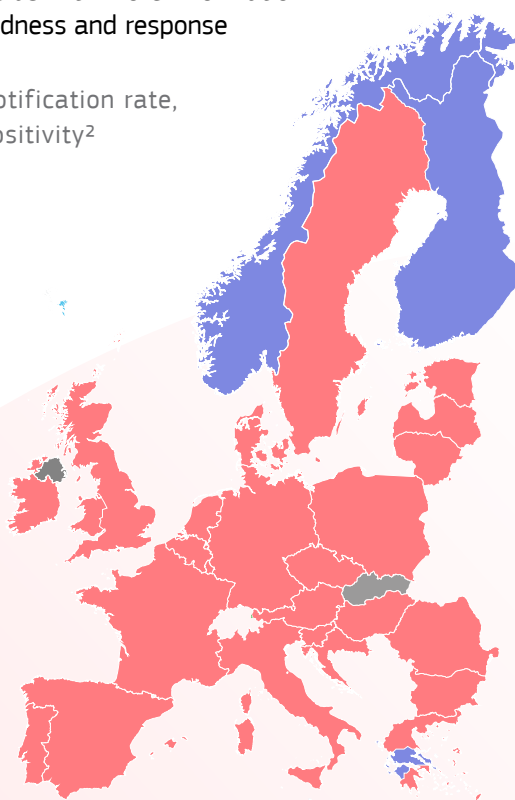 dness and response
otification rate,
ositivity²